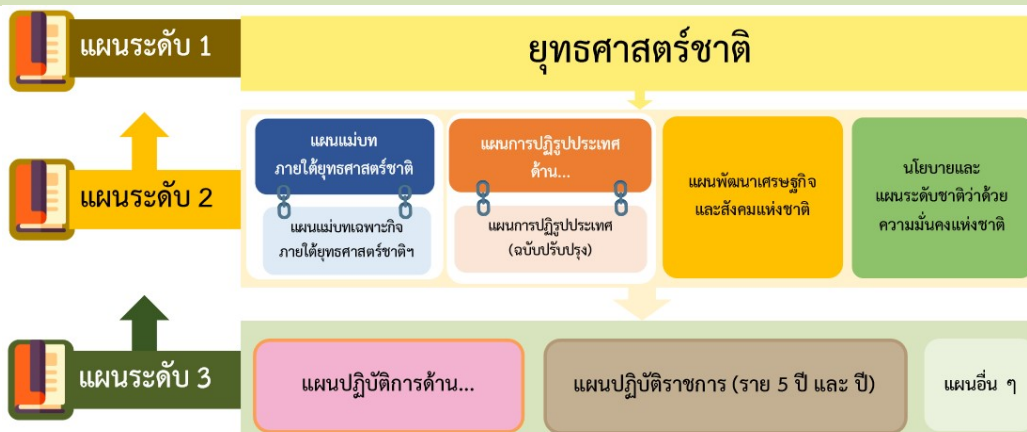 แผนระดับ 1
ยุทธศาสตร์ชาติ
แผนระดับ 2
แผนแม่บท
ภายใต้ยุทธศาสตร์ชาติ
แผนแม่บทเฉพาะกิจ
ภายใต้ยุทธศาสตร์ชาติฯ
แผนการปฏิรูปประเทศ
ด้าน...
แผนการปฏิรูปประเทศ
(ฉบับปรับปรุง)
แผนพัฒนาเศรษฐกิจ
และสังคมแห่งชาติ
นโยบายและ
แผนระดับชาติว่าด้วย
ความมั่นคงแห่งชาติ
แผนระดับ 3
แผนปฏิบัติการด้าน...
แผนปฏิบัติราชการ (ราย 5 ปี และ ปี)
แผนอื่น ๆ